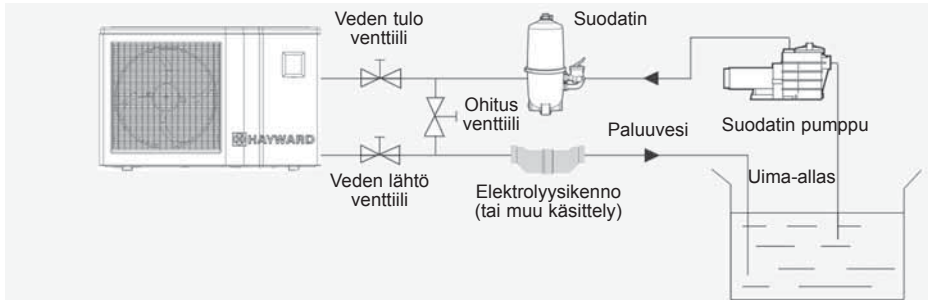 Veden tulo
venttiili
Suodatin
Ohitus
venttiili
Suodatin pumppu
HAYWARD
Paluuvesi
Veden lähtö
venttiili
Elektrolyysikenno
(tai muu käsittely)
Uima-allas